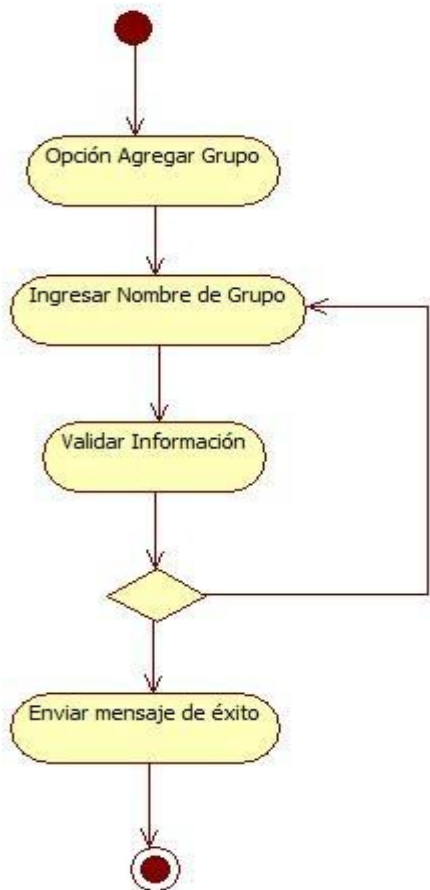 Opción Agregar Grupo
Ingresar Nombre de Grupo
Validar Información
Enviar mensaje de éxito